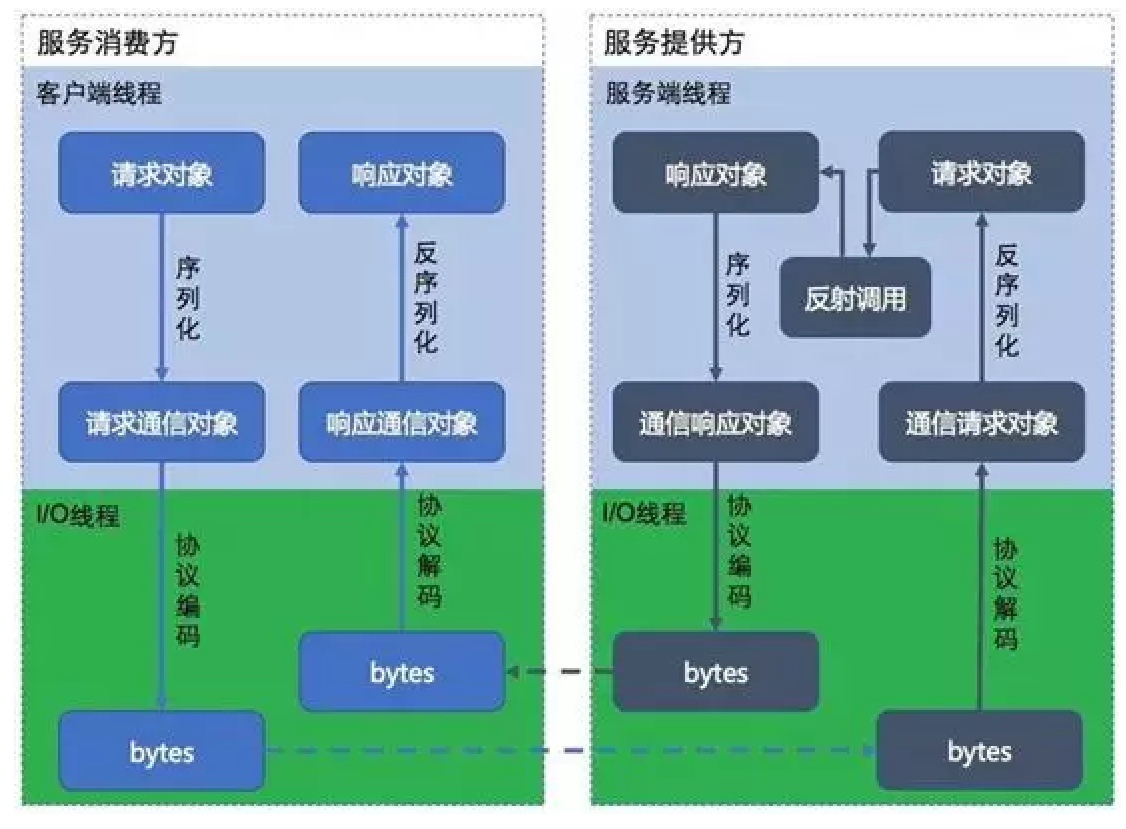 服务消费方
客户端线程
请求对象
响应对象
序列化
反序列化
请求通信对象
响应通信对象
I/O线程
协议编码
协议解码
bytes
bytes
服务提供方
服务端线程
响应对象
请求对象
反射调用
序列化
反序列化
通信响应对象
通信请求对象
I/O线程
协议编码
协议解码
bytes
bytes